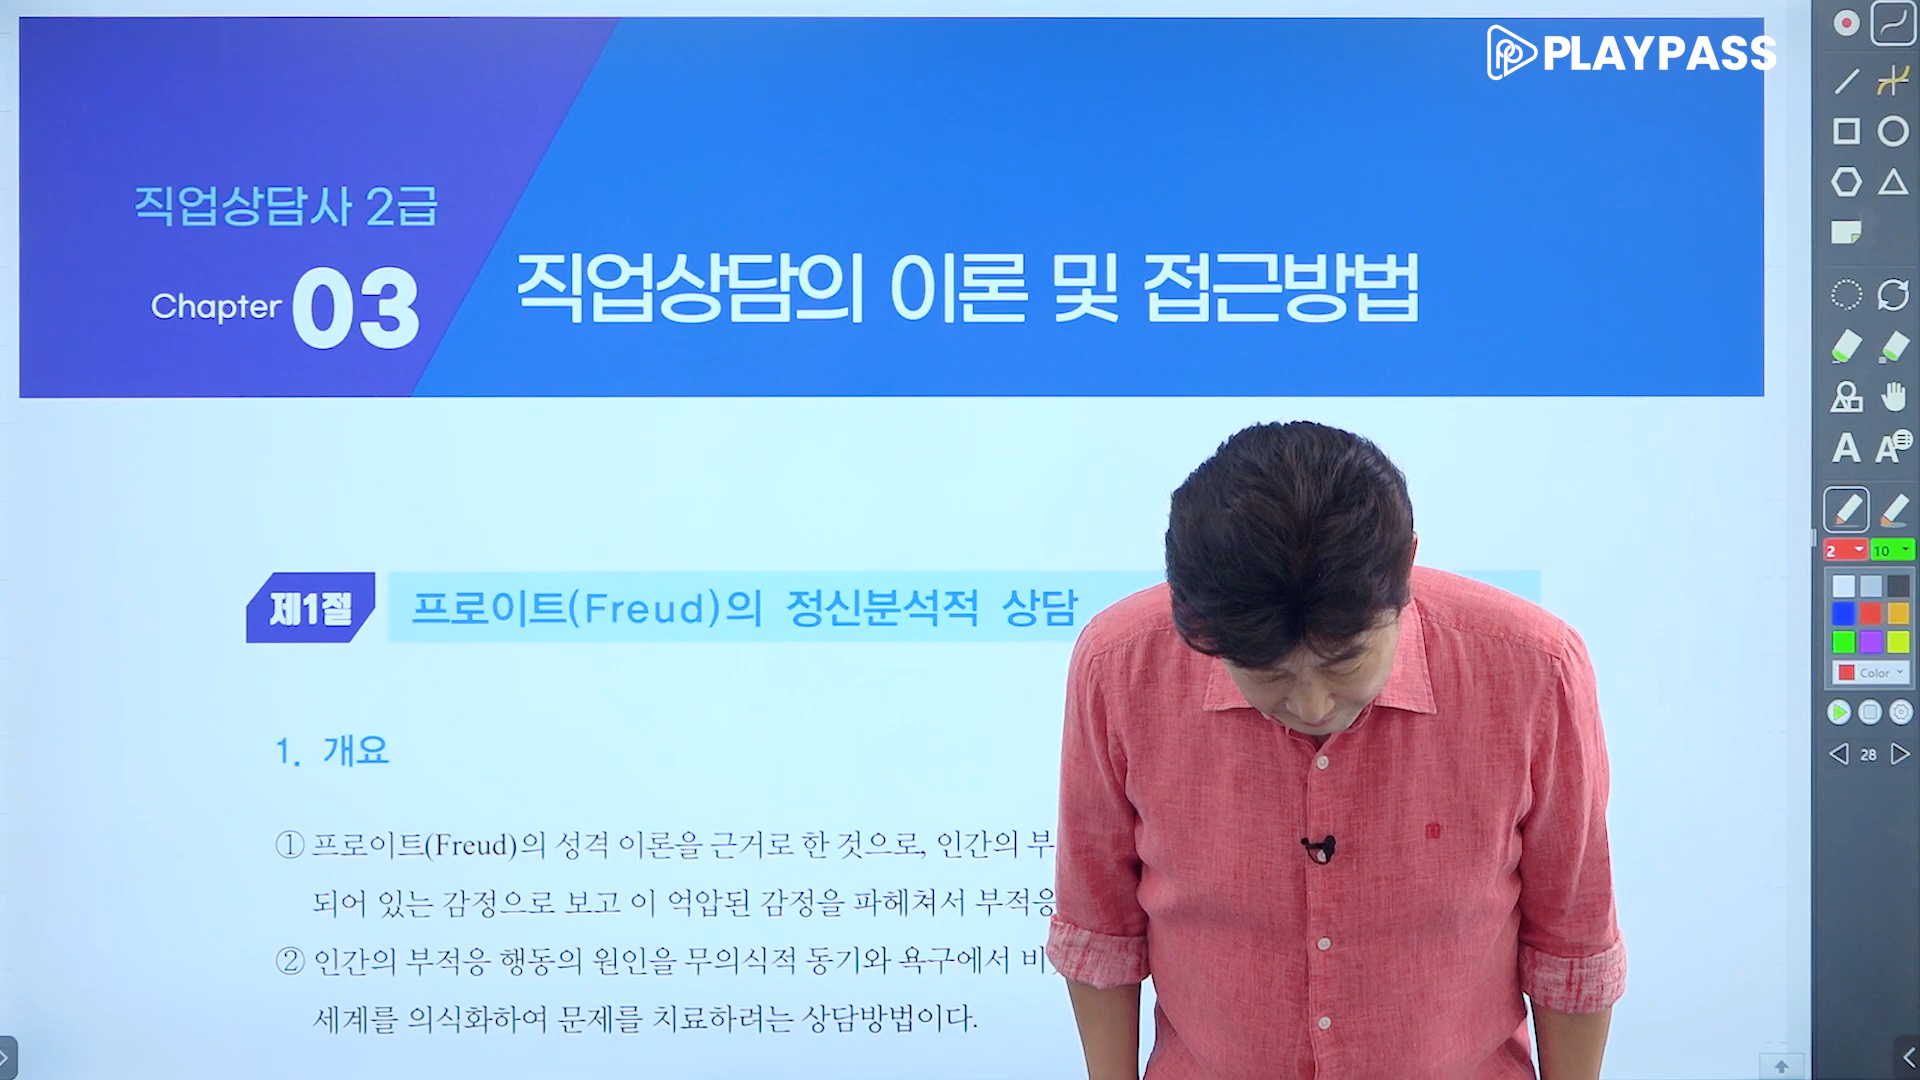 PLAYPASS
직업상담사 2급
Chapter 03
직업상담의 이론 및 접근방법
제1절 프로이트(Freud)의 정신분석적 상담
1. 개요
① 프로이트(Freud)의 성격 이론을 근거로 한 것으로, 인간의 부
되어 있는 감정으로 보고 이 억압된 감정을 파헤쳐서 부적응
② 인간의 부적응 행동의 원인을 무의식적 동기와 욕구에서
세계를 의식화하여 문제를 치료하려는 상담방법이다.
A A
2 10
Color
28